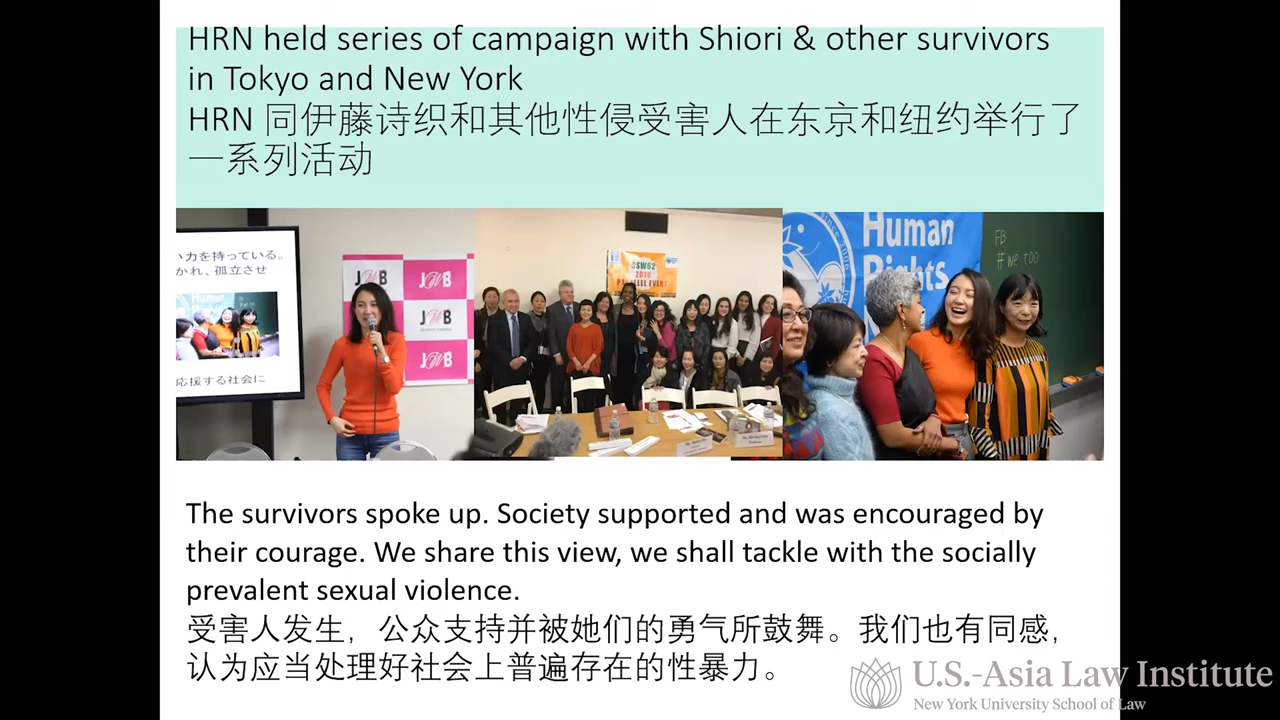 HRN held series of campaign with Shiori & other survivors
in Tokyo and New York
HRN 同伊藤诗织和其他性侵受害人在东京和纽约举行了
一系列活动
い力を持っている。
かれ、孤立させ
応援する社会に
JWB
JWB
JWB
JWB
CSW62
2018
PARALLEL EVENT
Human
Rights
Since 2006
FB
# we too
The survivors spoke up. Society supported and was encouraged by
their courage. We share this view, we shall tackle with the socially
prevalent sexual violence.
受害人发生，公众支持并被她们的勇气所鼓舞。我们也有同感，
认为应当处理好社会上普遍存在的性暴力。
U.S.-Asia Law Institute
New York University School of Law